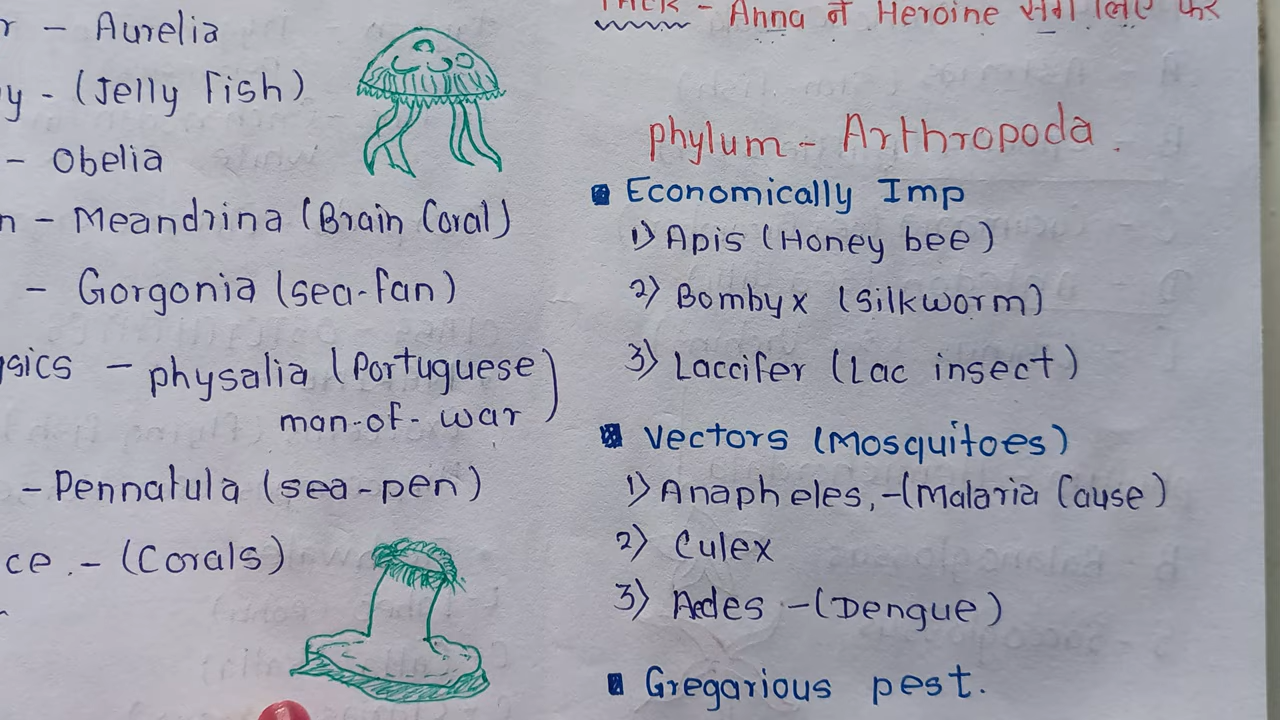 r - Aurelia
y - (Jelly fish)
- Obelia
n - Meandrina (Brain Coral)
- Gorgonia (sea-fan)
sics - physalia (Portuguese
man-of-war)
- Pennatula (sea-pen)
ce. - (Corals)
- Anna ने Heroine लिए कर
phylum - Arthropoda.
Economically Imp
1) Apis (Honey bee)
2) Bombyx (Silkworm)
3) Laccifer (Lac insect)
Vectors (Mosquitoes)
1) Anapheles, -(Malaria Cause)
2) Culex
3) Aedes -(Dengue)
Gregarious pest.